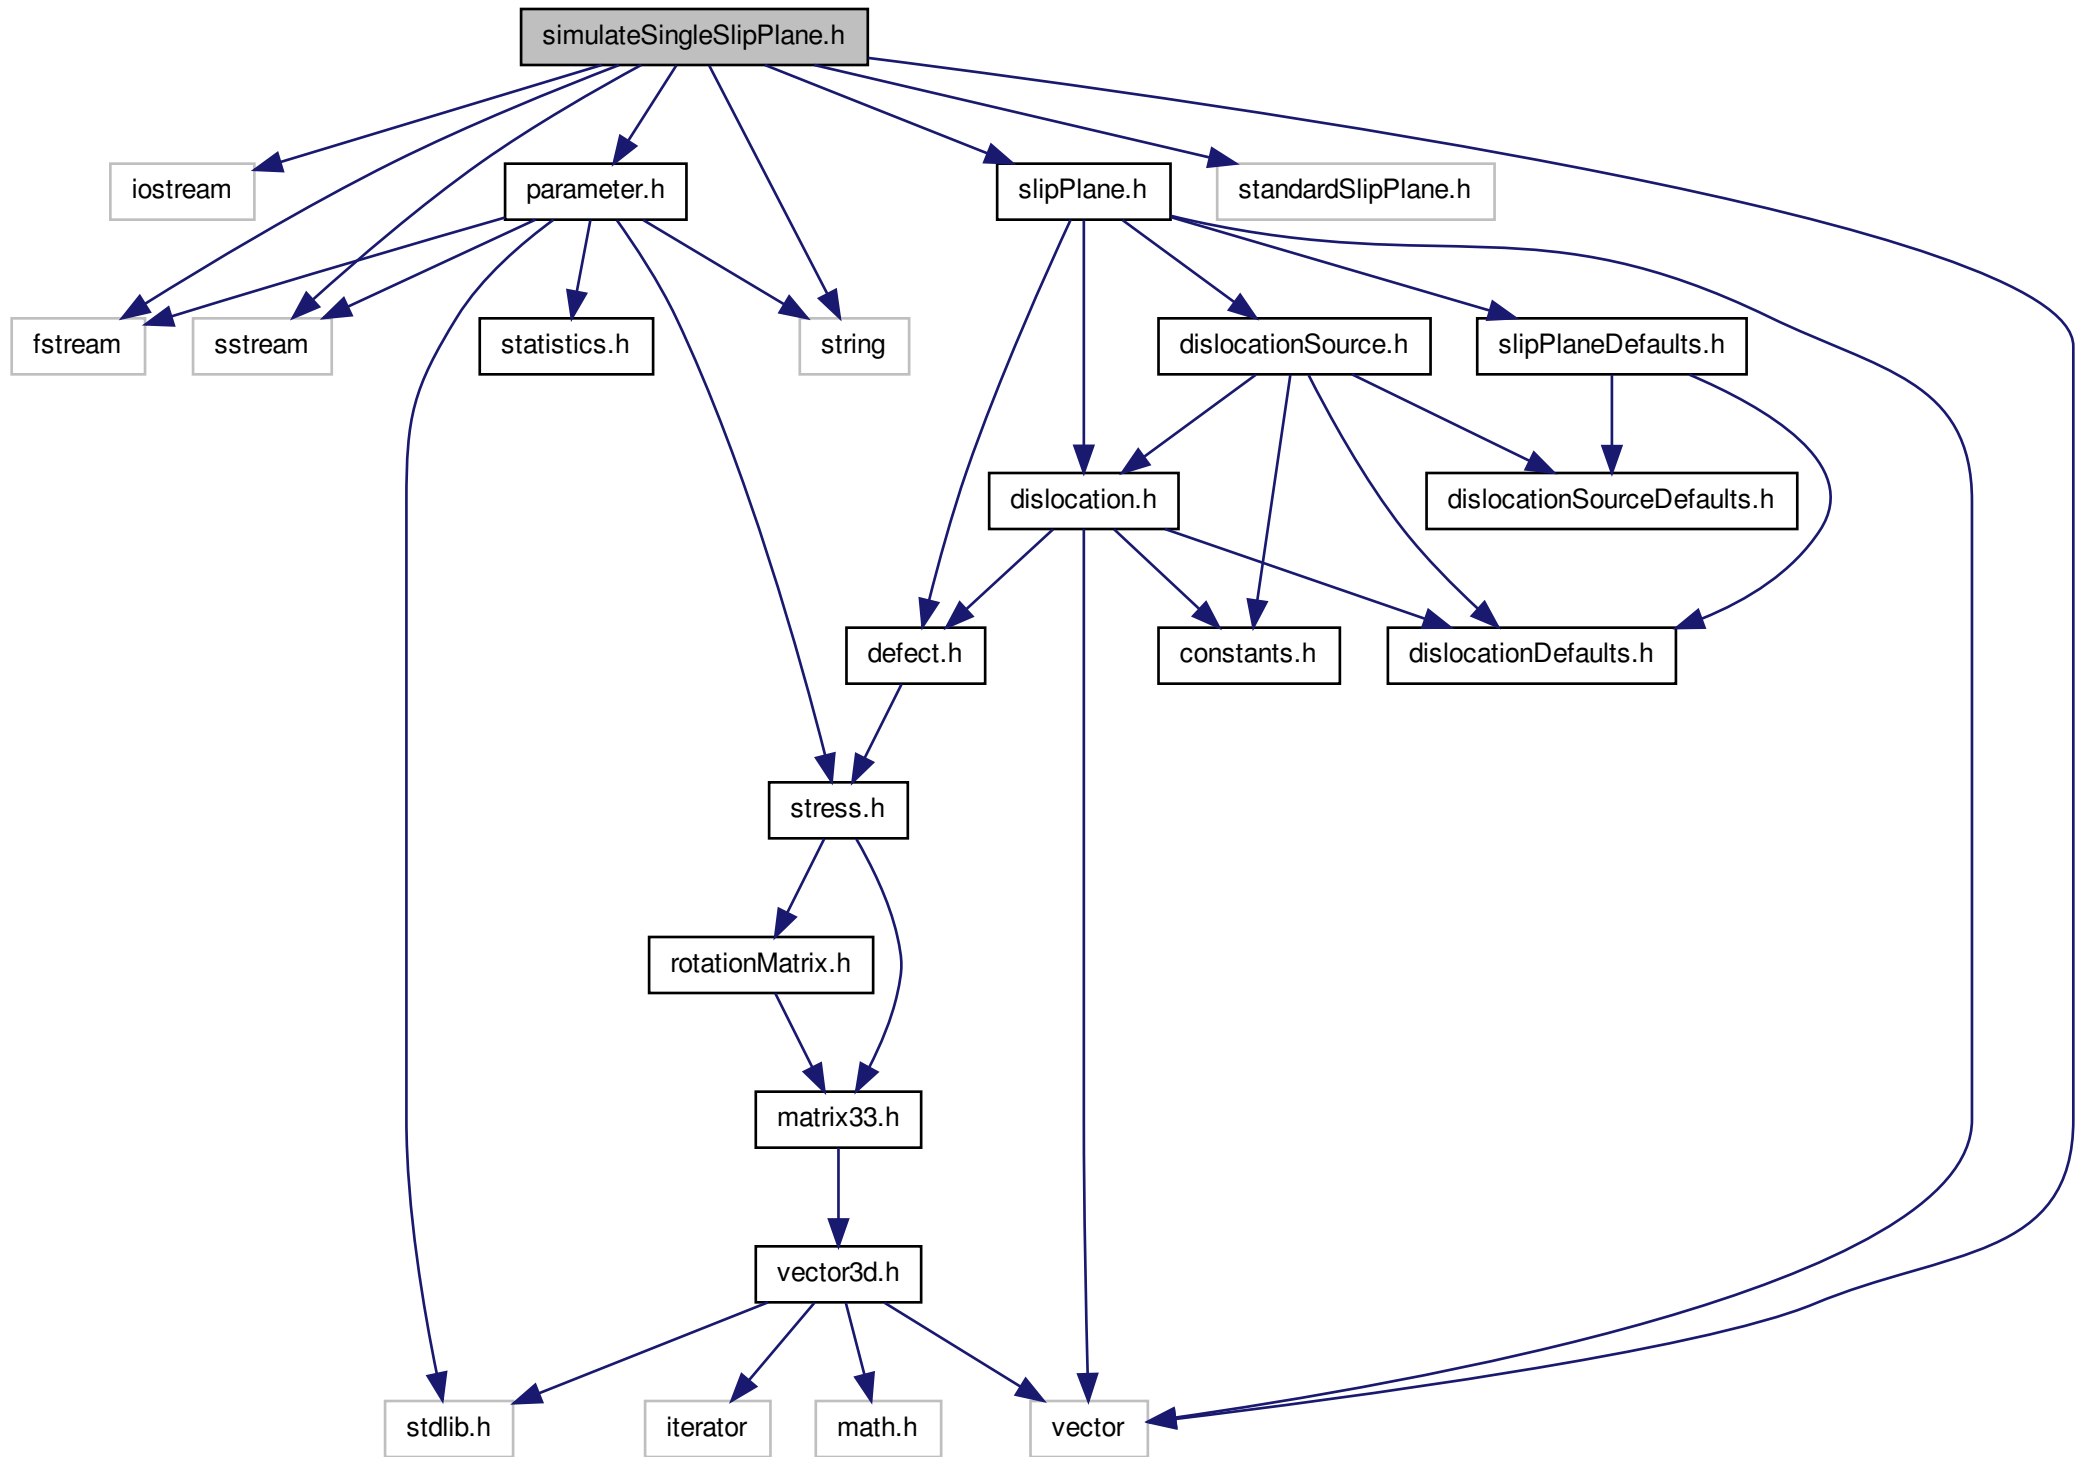 simulateSingleSlipPlane.h
iostream
parameter.h
slipPlane.h
standardSlipPlane.h
fstream
sstream
statistics.h
string
dislocationSource.h
slipPlaneDefaults.h
dislocation.h
dislocationSourceDefaults.h
defect.h
constants.h
dislocationDefaults.h
stress.h
rotationMatrix.h
matrix33.h
vector3d.h
stdlib.h
iterator
math.h
vector